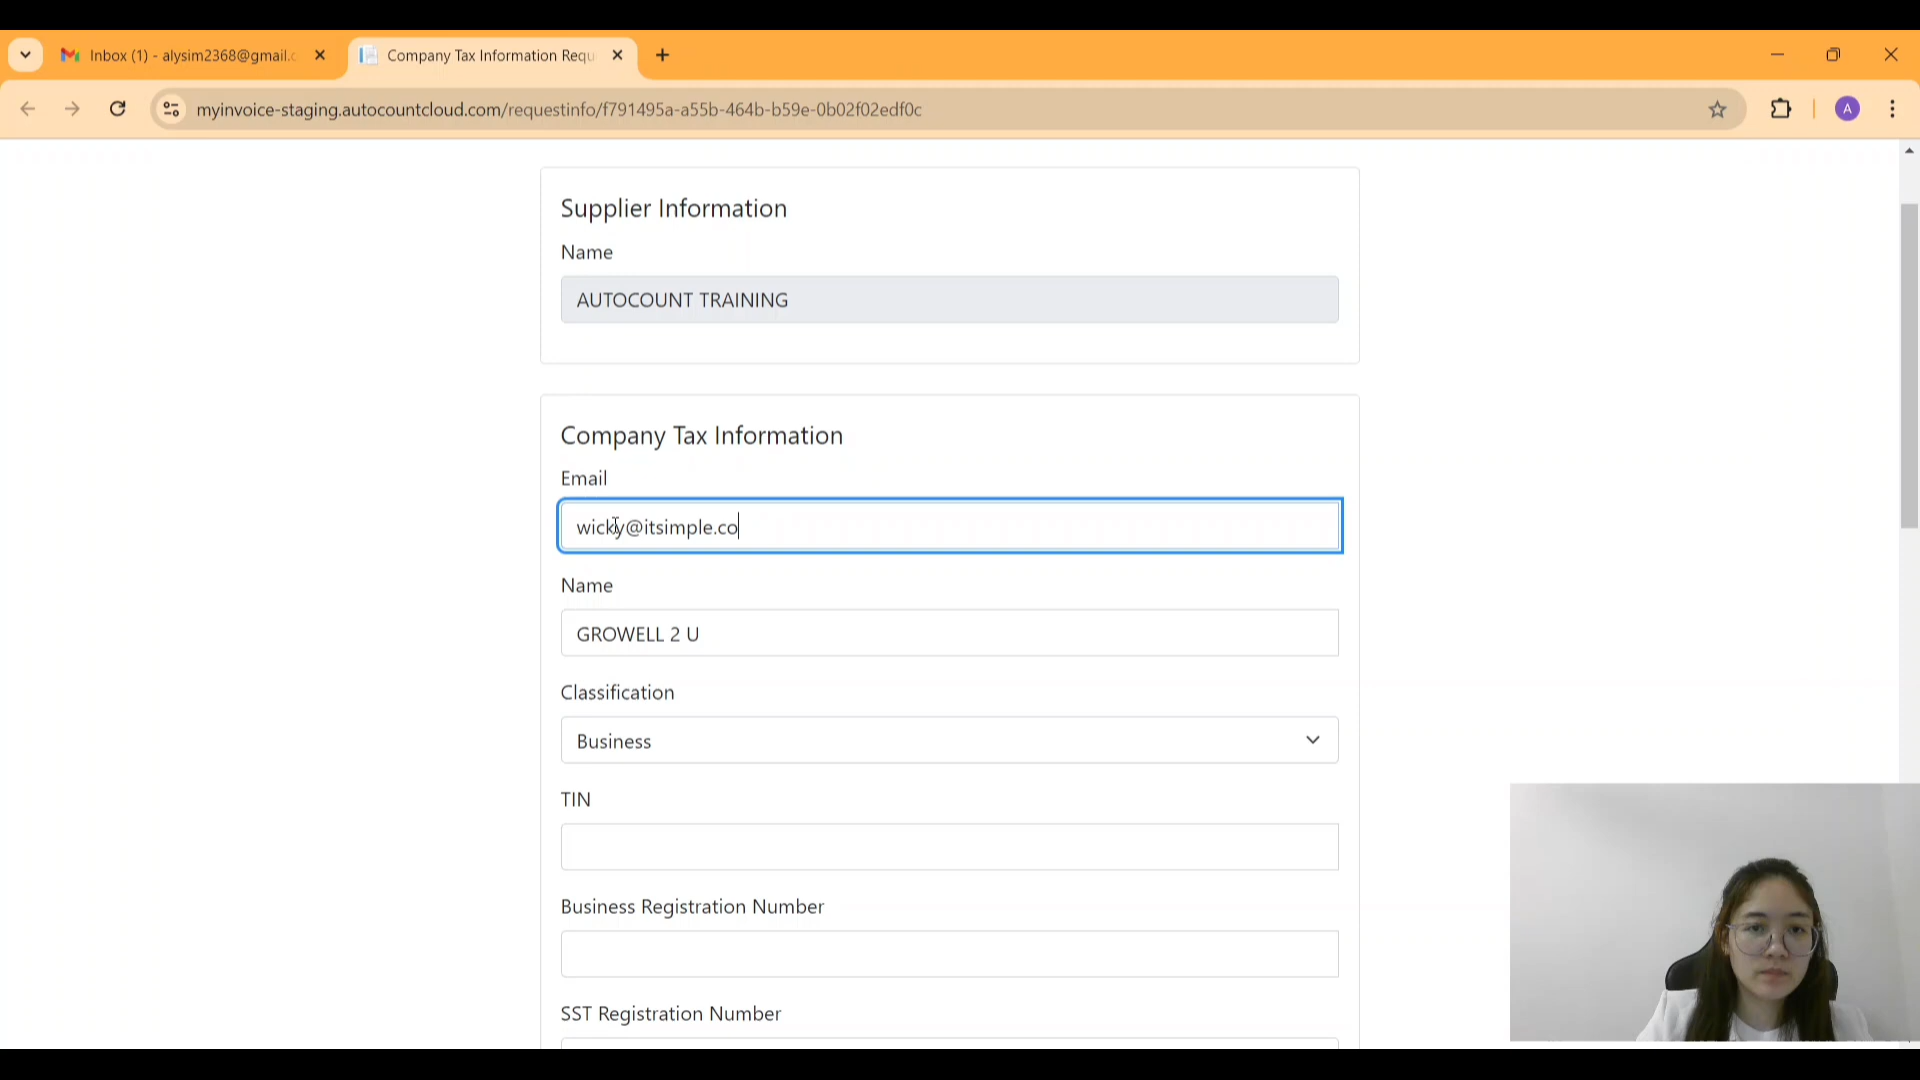 Inbox (1) - alysim2368@gmail.c
Company Tax Information Requ
myinvoice-staging.autocountcloud.com/requestinfo/f791495a-a55b-464b-b59e-0b02f02edf0c
A
Supplier Information
Name
AUTOCOUNT TRAINING
Company Tax Information
Email
wicky@itsimple.co
Name
GROWELL 2 U
Classification
Business
TIN
Business Registration Number
SST Registration Number